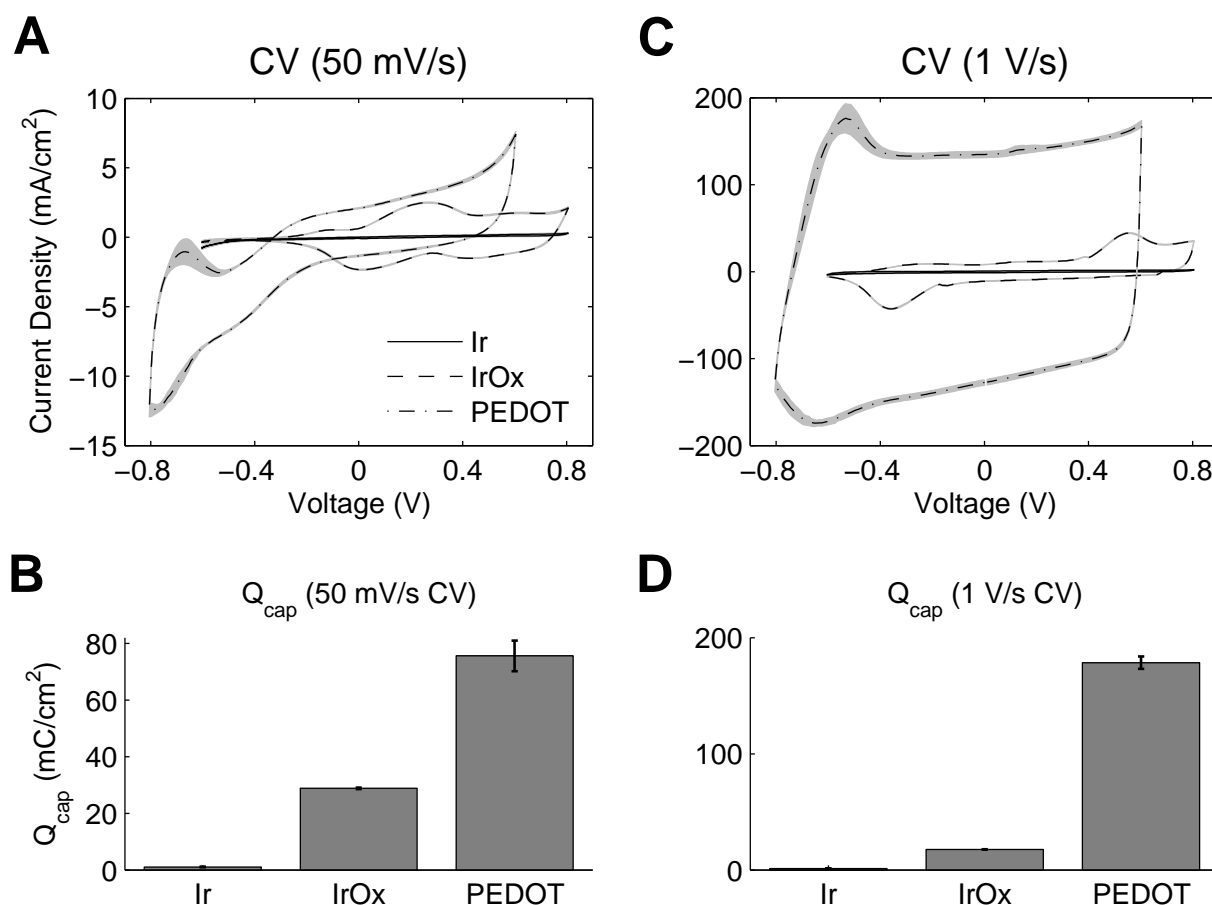 A
CV (50 mV/s)
10
5
0
−5
−10
−15
Current Density (mA/cm²)
Ir
IrOx
PEDOT
−0.8
−0.4
0
0.4
0.8
Voltage (V)
C
CV (1 V/s)
200
100
0
−100
−200
−0.8
−0.4
0
0.4
0.8
Voltage (V)
B
Qcap (50 mV/s CV)
80
60
40
20
0
Qcap (mC/cm²)
Ir
IrOx
PEDOT
D
Qcap (1 V/s CV)
200
100
0
Ir
IrOx
PEDOT